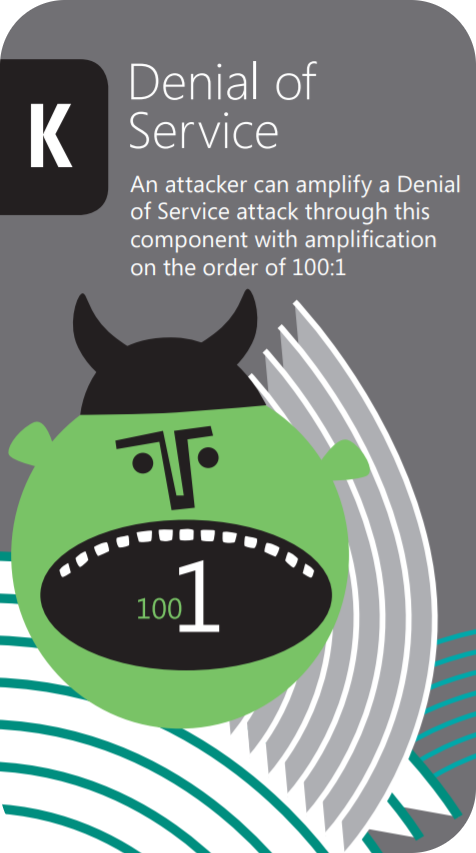 K
Denial of
Service
An attacker can amplify a Denial
of Service attack through this
component with amplification
on the order of 100:1
100 1